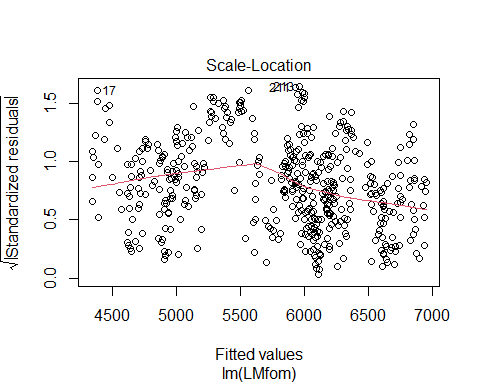 Scale-Location
√|Standardized residuals|
0.0 0.5 1.0 1.5
17
4500 5000 5500 6000 6500 7000
Fitted values
lm(LMfom)